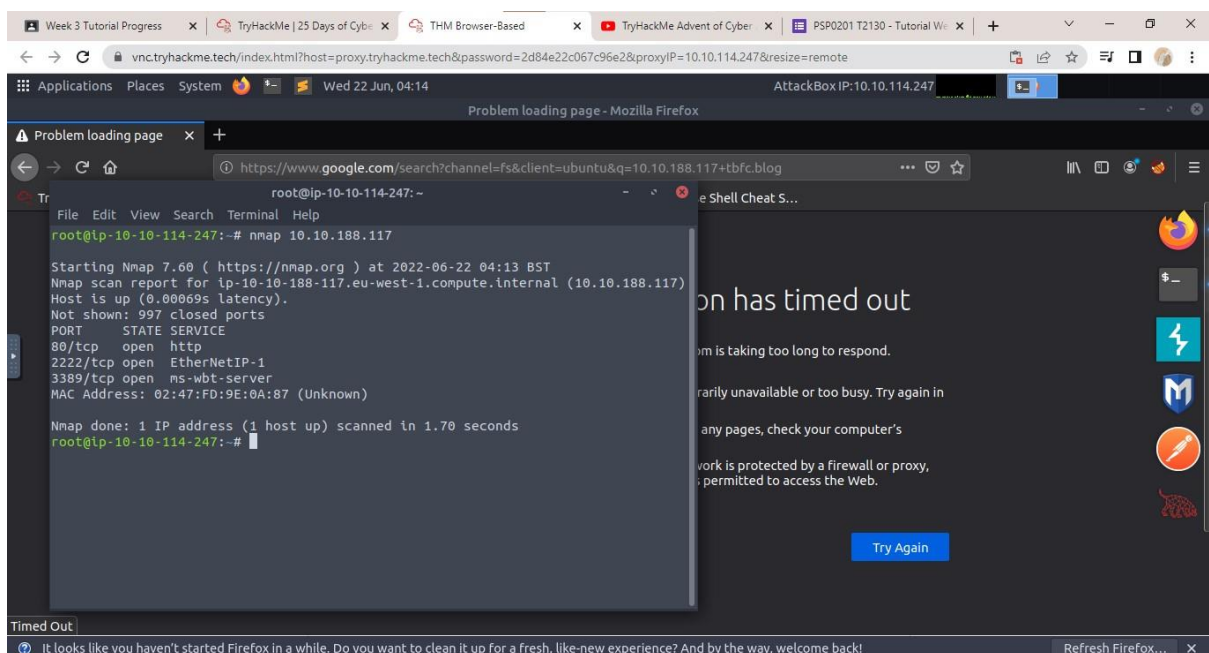 Week 3 Tutorial Progress
TryHackMe | 25 Days of Cybe
THM Browser-Based
TryHackMe Advent of Cyber
PSP0201 T2130 - Tutorial We
vnc.tryhackme.tech/index.html?host=proxy.tryhackme.tech&password=2d84e22c067c96e2&proxyIP=10.10.114.247&resize=remote
Applications Places System Wed 22 Jun, 04:14 AttackBox IP:10.10.114.247
Problem loading page - Mozilla Firefox
Problem loading page
https://www.google.com/search?channel=fs&client=ubuntu&q=10.10.188.117+tbfc.blog
Tr
e Shell Cheat S...
root@ip-10-10-114-247: ~
File Edit View Search Terminal Help
root@ip-10-10-114-247:~# nmap 10.10.188.117
Starting Nmap 7.60 ( https://nmap.org ) at 2022-06-22 04:13 BST
Nmap scan report for ip-10-10-188-117.eu-west-1.compute.internal (10.10.188.117)
Host is up (0.00069s latency).
Not shown: 997 closed ports
PORT STATE SERVICE
80/tcp open http
2222/tcp open EtherNetIP-1
3389/tcp open ms-wbt-server
MAC Address: 02:47:FD:9E:0A:87 (Unknown)
Nmap done: 1 IP address (1 host up) scanned in 1.70 seconds
root@ip-10-10-114-247:~#
on has timed out
om is taking too long to respond.
rarily unavailable or too busy. Try again in
any pages, check your computer's
work is protected by a firewall or proxy,
s permitted to access the Web.
Try Again
Timed Out
It looks like you haven't started Firefox in a while. Do you want to clean it up for a fresh, like-new experience? And by the way, welcome back!
Refresh Firefox...